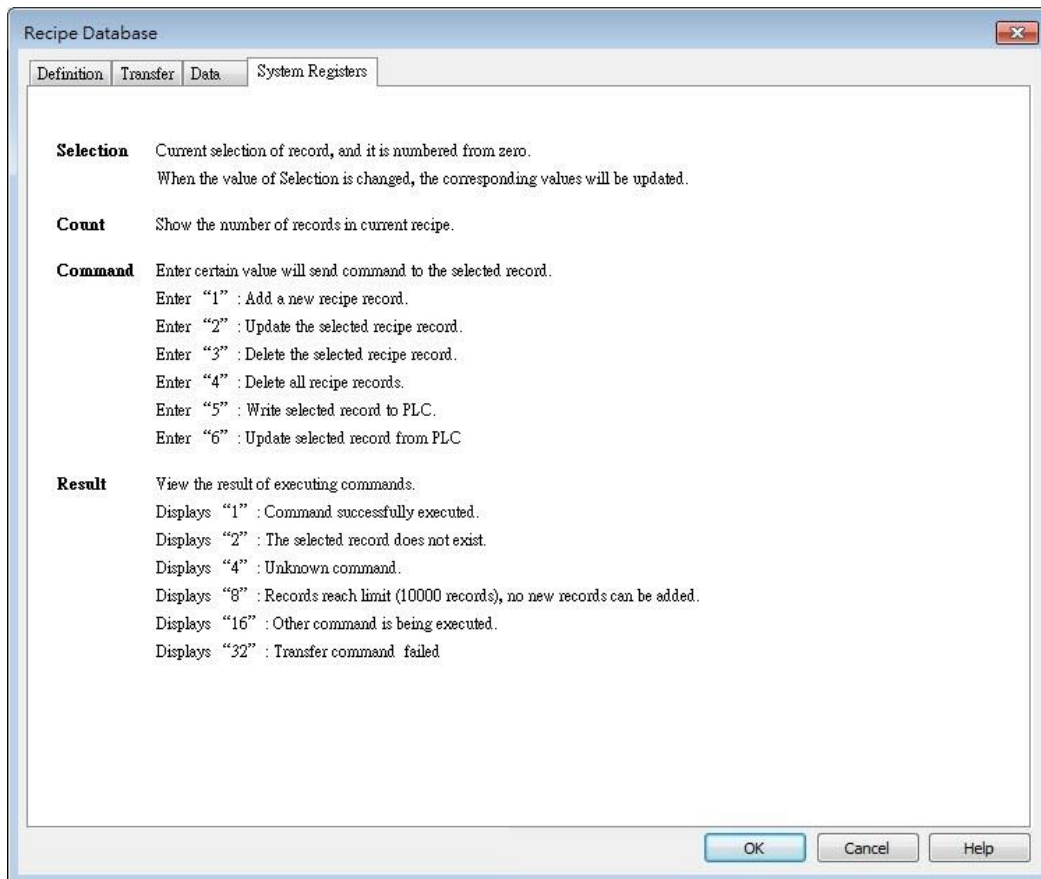 Recipe Database
Definition Transfer Data System Registers
Selection Current selection of record, and it is numbered from zero.
When the value of Selection is changed, the corresponding values will be updated.
Count Show the number of records in current recipe.
Command Enter certain value will send command to the selected record.
Enter “1” : Add a new recipe record.
Enter “2” : Update the selected recipe record.
Enter “3” : Delete the selected recipe record.
Enter “4” : Delete all recipe records.
Enter “5” : Write selected record to PLC.
Enter “6” : Update selected record from PLC
Result View the result of executing commands.
Displays “1” : Command successfully executed.
Displays “2” : The selected record does not exist.
Displays “4” : Unknown command.
Displays “8” : Records reach limit (10000 records), no new records can be added.
Displays “16” : Other command is being executed.
Displays “32” : Transfer command failed
OK Cancel Help